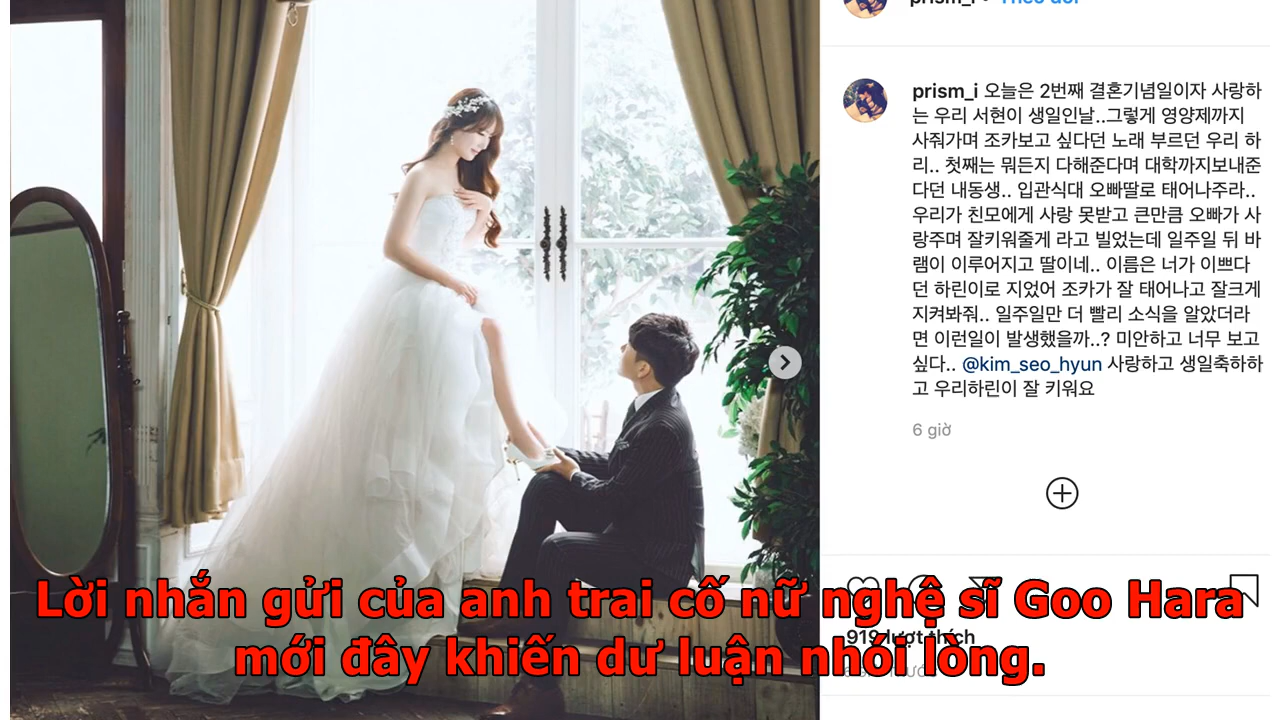 prism_i • Theo dõi
prism_i 오늘은 2번째 결혼기념일이자 사랑하
는 우리 서현이 생일인날..그렇게 영양제까지
사줘가며 조카보고 싶다던 노래 부르던 우리 하
리.. 첫째는 뭐든지 다해준다며 대학까지보내준
다던 내동생.. 입관식대 오빠딸로 태어나주라..
우리가 친모에게 사랑 못받고 큰만큼 오빠가 사
랑주며 잘키워줄게 라고 빌었는데 일주일 뒤 바
램이 이루어지고 딸이네.. 이름은 너가 이쁘다
던 하린이로 지었어 조카가 잘 태어나고 잘크게
지켜봐줘.. 일주일만 더 빨리 소식을 알았더라
면 이런일이 발생했을까..? 미안하고 너무 보고
싶다.. @kim_seo_hyun 사랑하고 생일축하하
고 우리하린이 잘 키워요
6 giờ
Lời nhắn gửi của anh trai cố nữ nghệ sĩ Goo Hara
919 lượt thích
mới đây khiến dư luận nhói lòng.